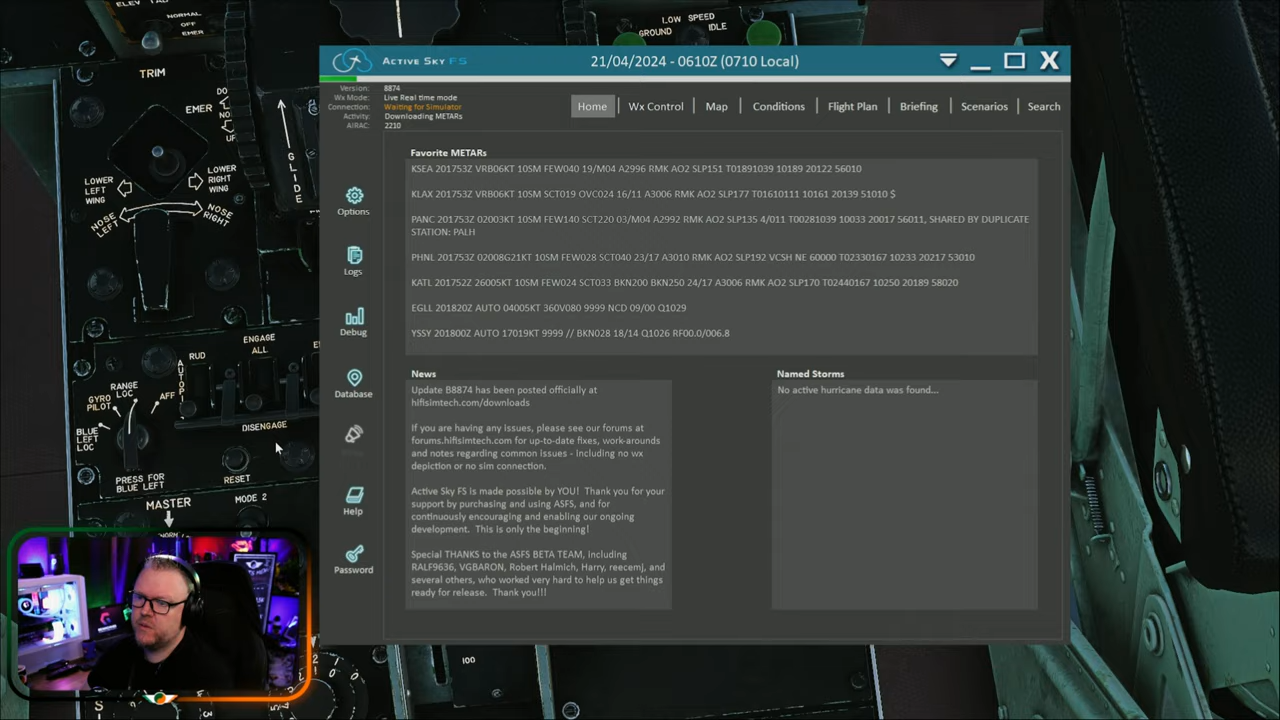 ELEV TAB
NORMAL
OFF
EMER
LOW SPEED
GROUND
IDLE
TRIM
EMER
LOWER
LEFT
WING
LOWER
RIGHT
WING
NOSE
LEFT
NOSE
RIGHT
GLIDE
ENGAGE
ALL
RUD
RANGE
LOC
GYRO
PILOT
AFF
BLUE
LEFT
LOC
DISENGAGE
PRESS FOR
BLUE LEFT
RESET
MASTER
MODE 2
100
ACTIVE SKY FS
21/04/2024 - 0610Z (0710 Local)
Version: 8874
Wx Mode: Live Real time mode
Connection: Waiting for Simulator
Activity: Downloading METARs
AIRAC: 2210
Home
Wx Control
Map
Conditions
Flight Plan
Briefing
Scenarios
Search
Options
Logs
Debug
Database
Help
Password
Favorite METARs
KSEA 201753Z VRB06KT 10SM FEW040 19/M04 A2996 RMK AO2 SLP151 T01891039 10189 20122 56010
KLAX 201753Z VRB06KT 10SM SCT019 OVC024 16/11 A3006 RMK AO2 SLP177 T01610111 10161 20139 51010 $
PANC 201753Z 02003KT 10SM FEW140 SCT220 03/M04 A2992 RMK AO2 SLP135 4/011 T00281039 10033 20017 56011, SHARED BY DUPLICATE
STATION: PALH
PHNL 201753Z 02008G21KT 10SM FEW028 SCT040 23/17 A3010 RMK AO2 SLP192 VCSH NE 60000 T02330167 10233 20217 53010
KATL 201752Z 26005KT 10SM FEW024 SCT033 BKN200 BKN250 24/17 A3006 RMK AO2 SLP170 T02440167 10250 20189 58020
EGLL 201820Z AUTO 04005KT 360V080 9999 NCD 09/00 Q1029
YSSY 201800Z AUTO 17019KT 9999 // BKN028 18/14 Q1026 RF00.0/006.8
News
Update B8874 has been posted officially at
hifisimtech.com/downloads
If you are having any issues, please see our forums at
forums.hifisimtech.com for up-to-date fixes, work-arounds
and notes regarding common issues - including no wx
depiction or no sim connection.
Active Sky FS is made possible by YOU! Thank you for your
support by purchasing and using ASFS, and for
continuously encouraging and enabling our ongoing
development. This is only the beginning!
Special THANKS to the ASFS BETA TEAM, including
RALF9636, VGBARON, Robert Halmich, Harry, reecemj, and
several others, who worked very hard to help us get things
ready for release. Thank you!!!
Named Storms
No active hurricane data was found...